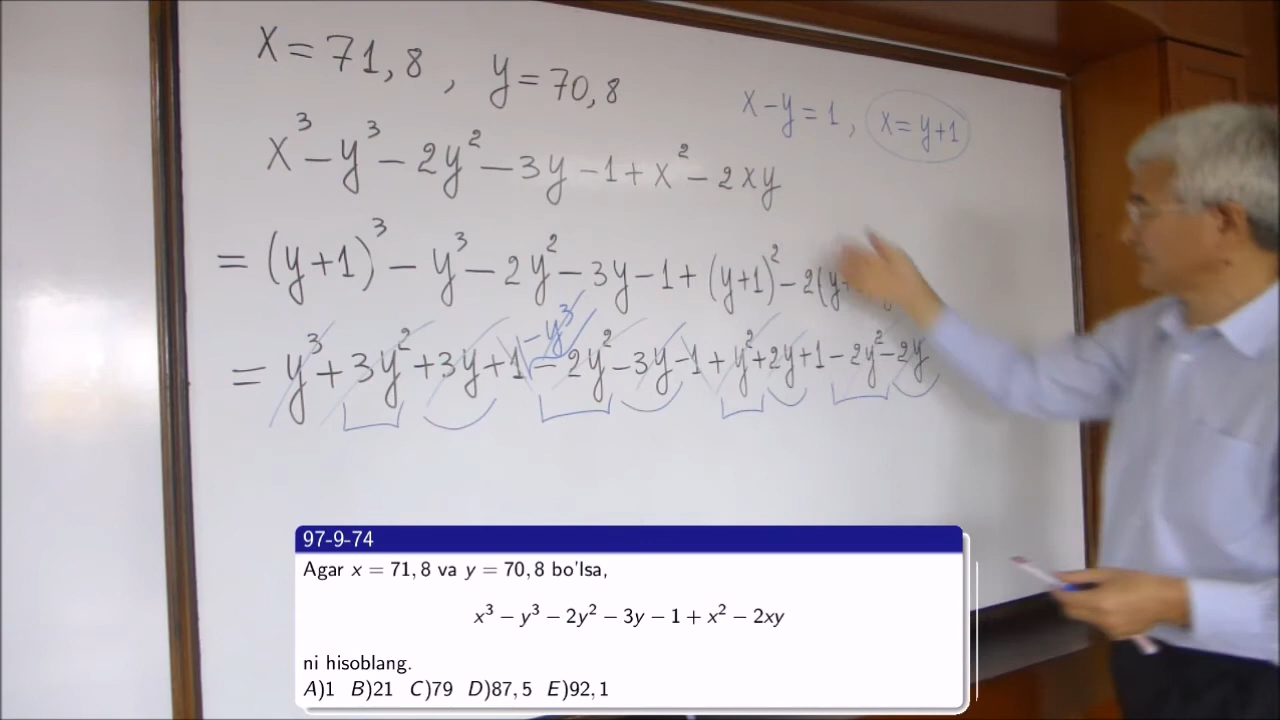 x = 71,8 , y = 70,8
x - y = 1 , x = y+1
x³ - y³ - 2y² - 3y - 1 + x² - 2xy
= (y+1)³ - y³ - 2y² - 3y - 1 + (y+1)² - 2(y+
= y³ + 3y² + 3y + 1 - y³ - 2y² - 3y - 1 + y² + 2y + 1 - 2y² - 2y
97-9-74
Agar x = 71, 8 va y = 70, 8 bo'lsa,
x³ − y³ − 2y² − 3y − 1 + x² − 2xy
ni hisoblang.
A)1 B)21 C)79 D)87, 5 E)92, 1